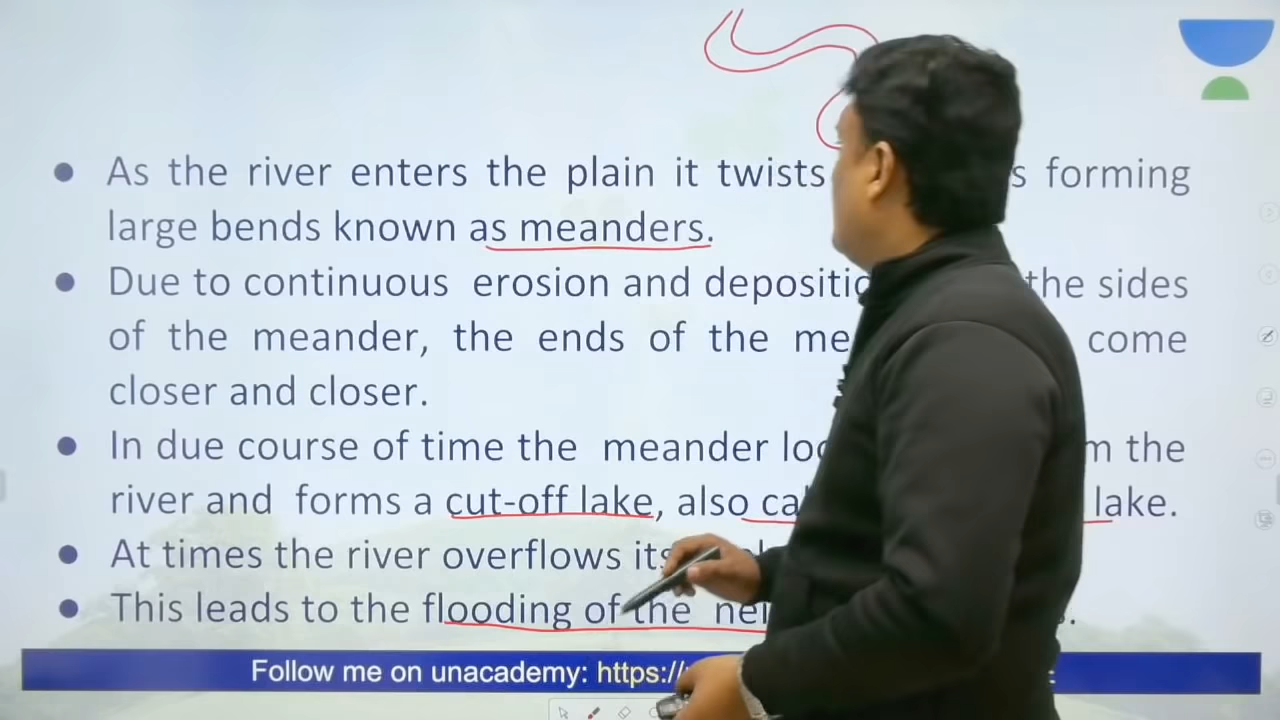 As the river enters the plain it twists s forming
large bends known as meanders.
Due to continuous erosion and depositio the sides
of the meander, the ends of the me come
closer and closer.
In due course of time the meander loo m the
river and forms a cut-off lake, also ca lake.
At times the river overflows its
This leads to the flooding of the nei
Follow me on unacademy: https://